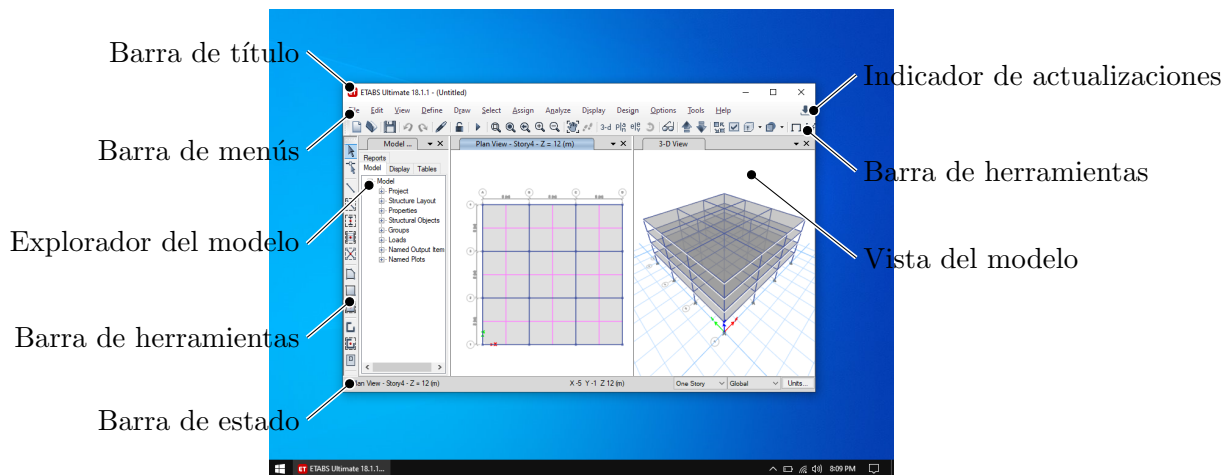 Barra de título
Barra de menús
Explorador del modelo
Barra de herramientas
Barra de estado
Indicador de actualizaciones
Barra de herramientas
Vista del modelo
ETABS Ultimate 18.1.1 - (Untitled)
Edit View Define Draw Select Assign Analyze Display Design Options Tools Help
3-d
Model ...
Plan View - Story4 - Z = 12 (m)
3-D View
Reports
Model Display Tables
Model
Project
Structure Layout
Properties
Structural Objects
Groups
Loads
Named Output Item
Named Plots
Plan View - Story4 - Z = 12 (m)
X -5 Y -1 Z 12 (m)
One Story
Global
Units...
ET ETABS Ultimate 18.1.1...
8:09 PM